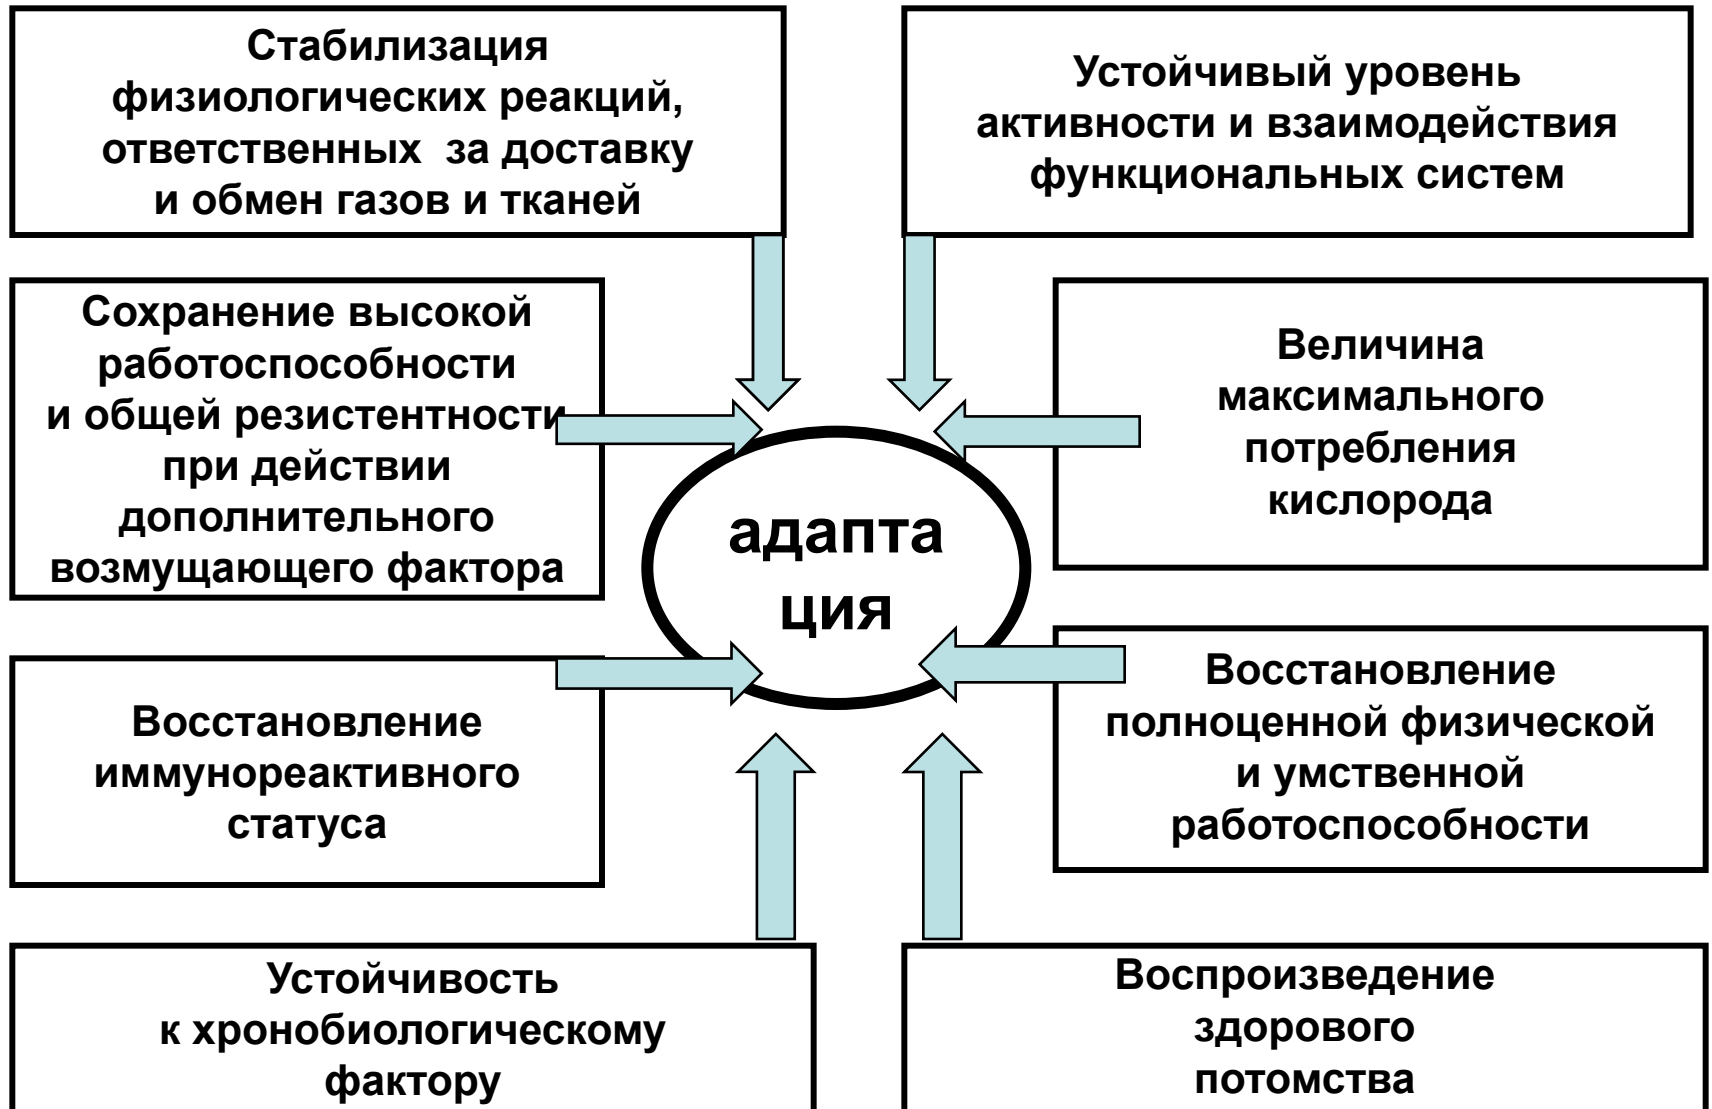 Стабилизация
физиологических реакций,
ответственных за доставку
и обмен газов и тканей
Устойчивый уровень
активности и взаимодействия
функциональных систем
Сохранение высокой
работоспособности
и общей резистентности
при действии
дополнительного
возмущающего фактора
Величина
максимального
потребления
кислорода
адапта
ция
Восстановление
иммунореактивного
статуса
Восстановление
полноценной физической
и умственной
работоспособности
Устойчивость
к хронобиологическому
фактору
Воспроизведение
здорового
потомства